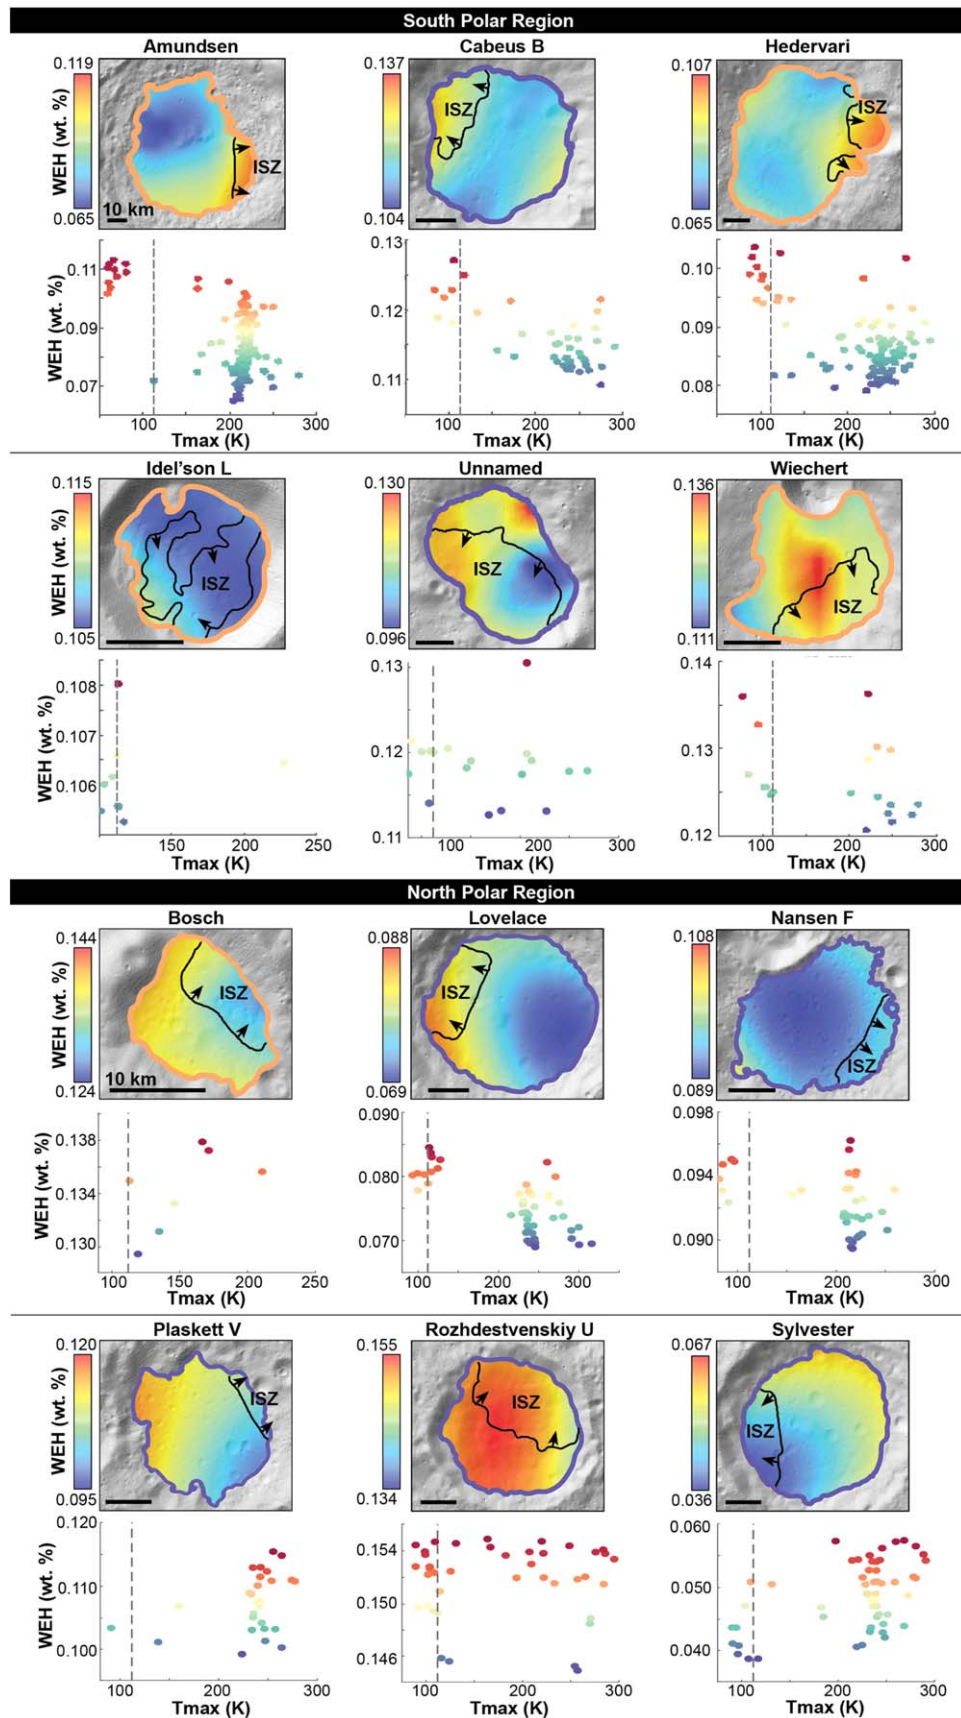 South Polar Region
Amundsen Cabeus B Hedervari
0.119 0.137 0.107
WEH (wt. %)
ISZ ISZ ISZ
0.065 0.104 0.065
10 km
WEH (wt. %)
0.11 0.13 0.10
0.09 0.12 0.09
0.07 0.11 0.08
100 200 300 100 200 300 100 200 300
Tmax (K) Tmax (K) Tmax (K)
Idel'son L Unnamed Wiechert
0.115 0.130 0.136
WEH (wt. %)
ISZ ISZ ISZ
0.105 0.096 0.111
WEH (wt. %)
0.108 0.13 0.14
0.107 0.12 0.13
0.106 0.11 0.12
150 200 250 100 200 300 100 200 300
Tmax (K) Tmax (K) Tmax (K)
North Polar Region
Bosch Lovelace Nansen F
0.144 0.088 0.108
WEH (wt. %)
ISZ ISZ ISZ
0.124 0.069 0.089
10 km
WEH (wt. %)
0.138 0.090 0.098
0.134 0.080 0.094
0.130 0.070 0.090
100 150 200 250 100 200 300 100 200 300
Tmax (K) Tmax (K) Tmax (K)
Plaskett V Rozhdestvenskiy U Sylvester
0.120 0.155 0.067
WEH (wt. %)
ISZ ISZ ISZ
0.095 0.134 0.036
WEH (wt. %)
0.120 0.154 0.060
0.110 0.150 0.050
0.100 0.146 0.040
100 200 300 100 200 300 100 200 300
Tmax (K) Tmax (K) Tmax (K)